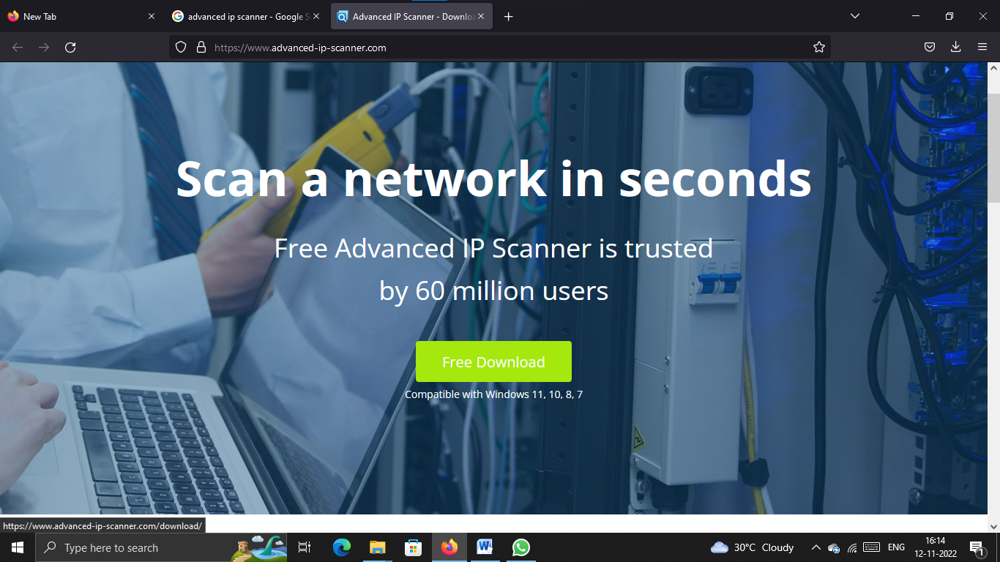 New Tab
advanced ip scanner - Google S
Advanced IP Scanner - Downloa
https://www.advanced-ip-scanner.com
Scan a network in seconds
Free Advanced IP Scanner is trusted
by 60 million users
Free Download
Compatible with Windows 11, 10, 8, 7
https://www.advanced-ip-scanner.com/download/
Type here to search
30°C Cloudy
ENG
16:14
12-11-2022
1